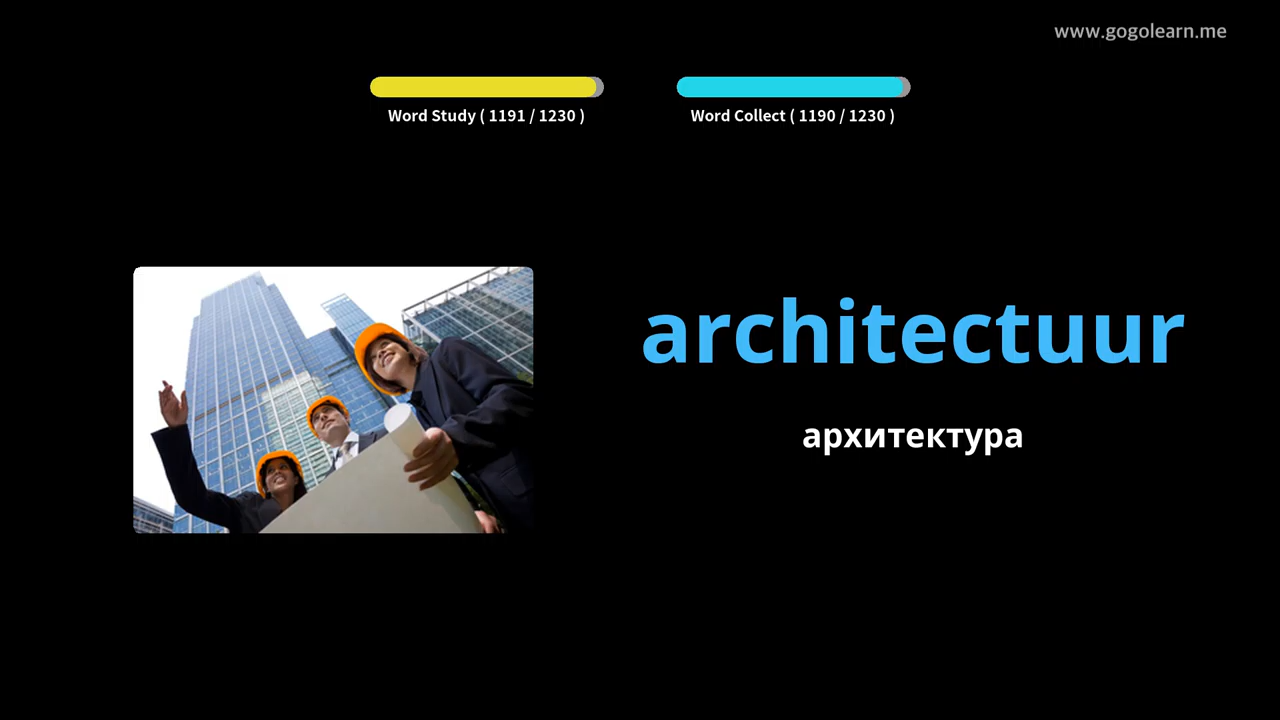 www.gogolearn.me
Word Study ( 1191 / 1230 )
Word Collect ( 1190 / 1230 )
architectuur
архитектура